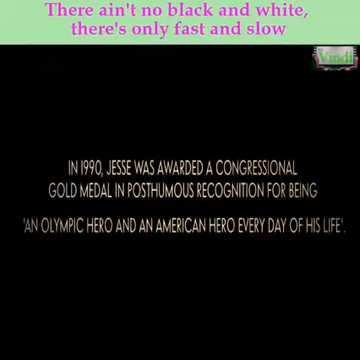 There ain't no black and white,
there's only fast and slow
Vindl
IN 1990, JESSE WAS AWARDED A CONGRESSIONAL
GOLD MEDAL IN POSTHUMOUS RECOGNITION FOR BEING
'AN OLYMPIC HERO AND AN AMERICAN HERO EVERY DAY OF HIS LIFE'.